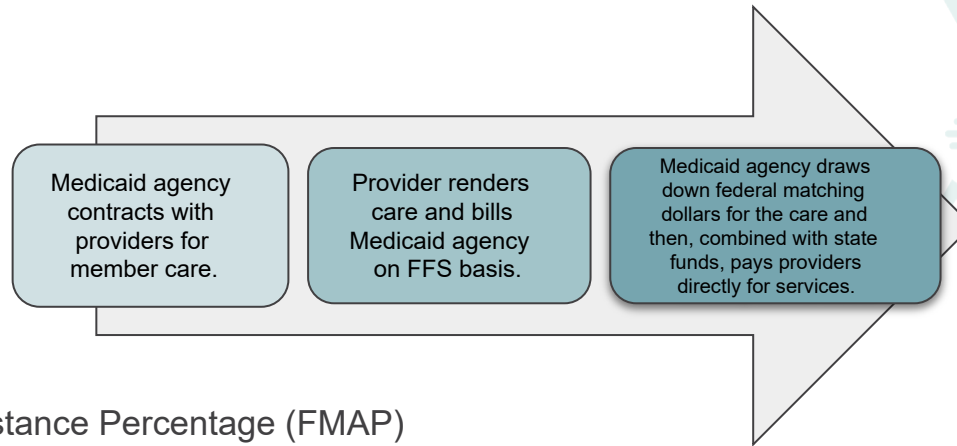 Medicaid agency
contracts with
providers for
member care.
Provider renders
care and bills
Medicaid agency
on FFS basis.
Medicaid agency draws
down federal matching
dollars for the care and
then, combined with state
funds, pays providers
directly for services.
stance Percentage (FMAP)